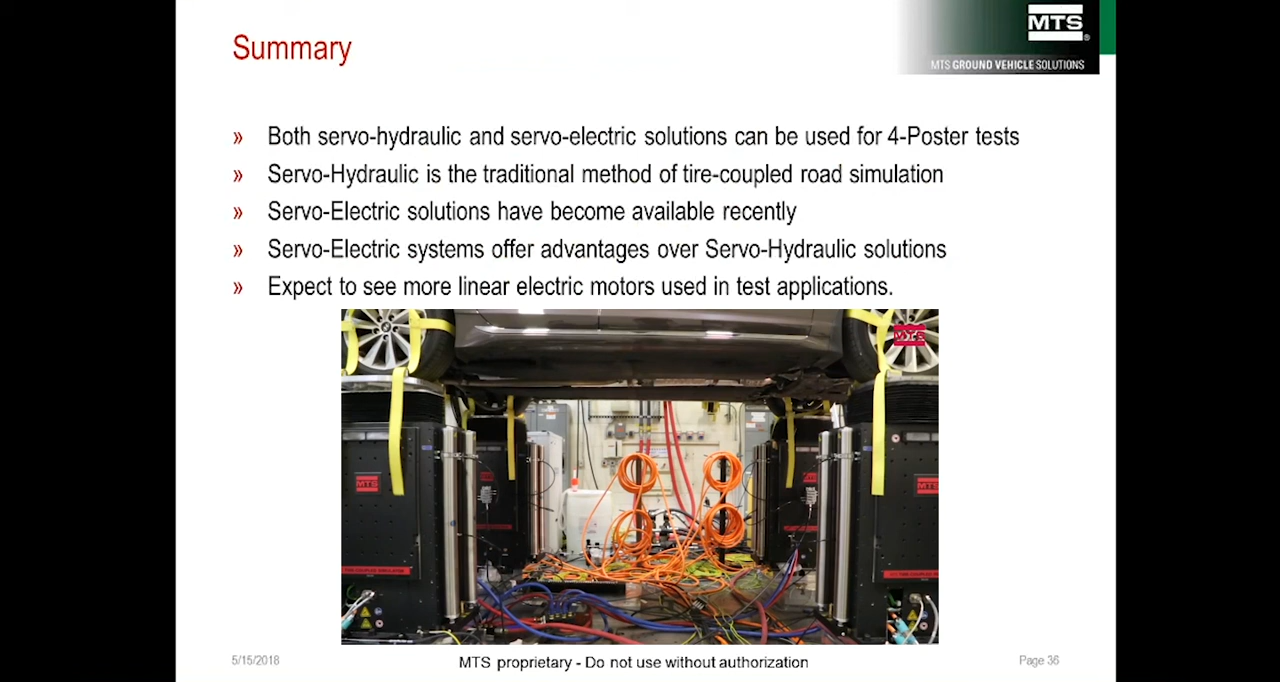 Summary
MTS
MTS GROUND VEHICLE SOLUTIONS
» Both servo-hydraulic and servo-electric solutions can be used for 4-Poster tests
» Servo-Hydraulic is the traditional method of tire-coupled road simulation
» Servo-Electric solutions have become available recently
» Servo-Electric systems offer advantages over Servo-Hydraulic solutions
» Expect to see more linear electric motors used in test applications.
MTS
MTS
MTS
5/15/2018
MTS proprietary - Do not use without authorization
Page 36